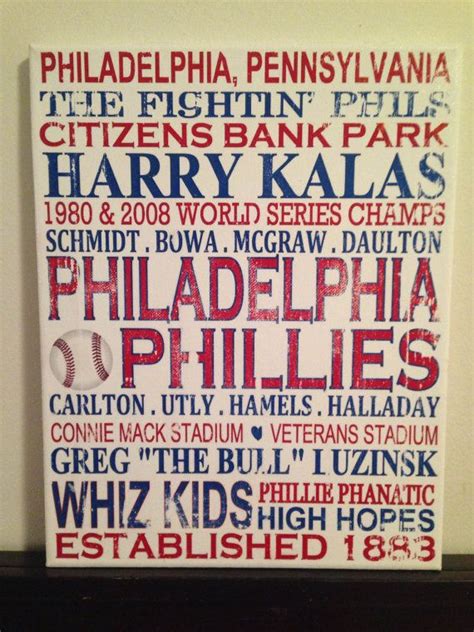 PHILADELPHIA, PENNSYLVANIA
THE FISHTIN' PHILS
CITIZENS BANK PARK
HARRY KALAS
1980 & 2008 WORLD SERIES CHAMPS
SCHMIDT . BOWA . MCGRAW . DAULTON
PHILADELPHIA
PHILLIES
CARLTON . UTLY . HAMELS . HALLADAY
CONNIE MACK STADIUM VETERANS STADIUM
GREG "THE BULL" LUZINSK
WHIZ KIDS PHILLIE PHANATIC
HIGH HOPES
ESTABLISHED 1883